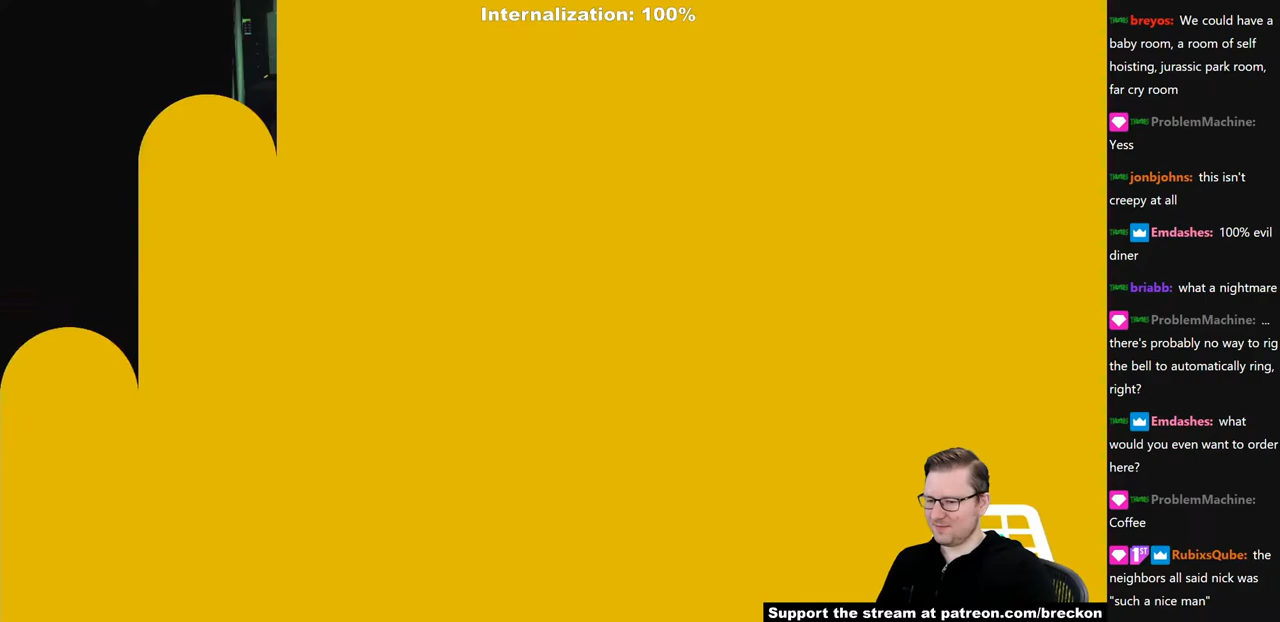 Internalization: 100%
breyos: We could have a
baby room, a room of self
hoisting, jurassic park room,
far cry room
ProblemMachine:
Yess
jonbjohns: this isn't
creepy at all
Emdashes: 100% evil
diner
briabb: what a nightmare
ProblemMachine: ...
there's probably no way to rig
the bell to automatically ring,
right?
Emdashes: what
would you even want to order
here?
ProblemMachine:
Coffee
1ST RubixsQube: the
neighbors all said nick was
"such a nice man"
Support the stream at patreon.com/breckon